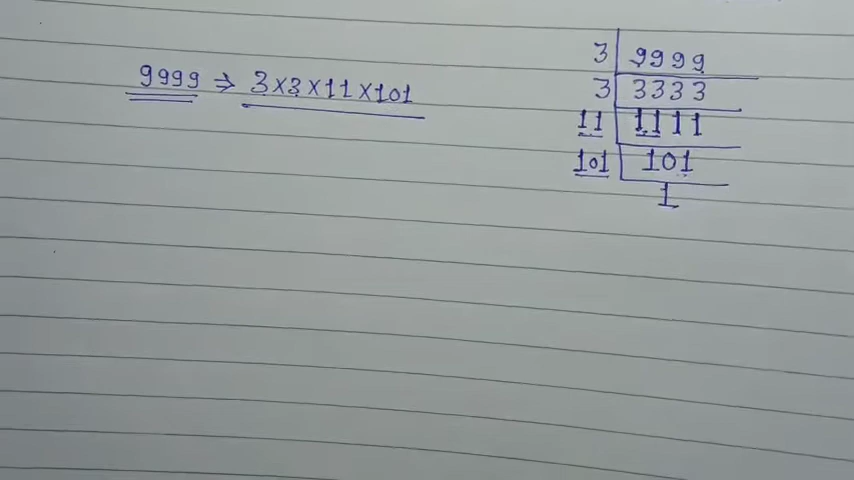 9999 ⇒ 3×3×11×101
3 | 9999
3 | 3333
11 | 1111
101 | 101
1